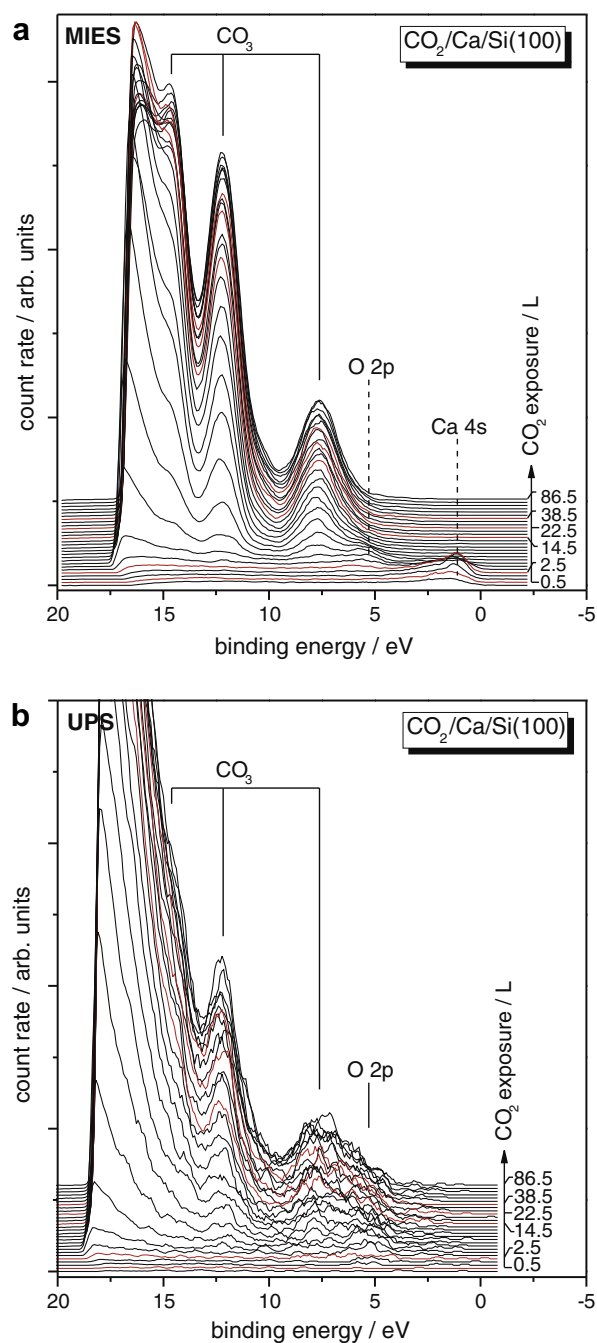 a
MIES
CO₃
CO₂/Ca/Si(100)
count rate / arb. units
O 2p
Ca 4s
CO₂ exposure / L
86.5
38.5
22.5
14.5
2.5
0.5
20 15 10 5 0 -5
binding energy / eV
b
UPS
CO₃
CO₂/Ca/Si(100)
count rate / arb. units
O 2p
CO₂ exposure / L
86.5
38.5
22.5
14.5
2.5
0.5
20 15 10 5 0 -5
binding energy / eV